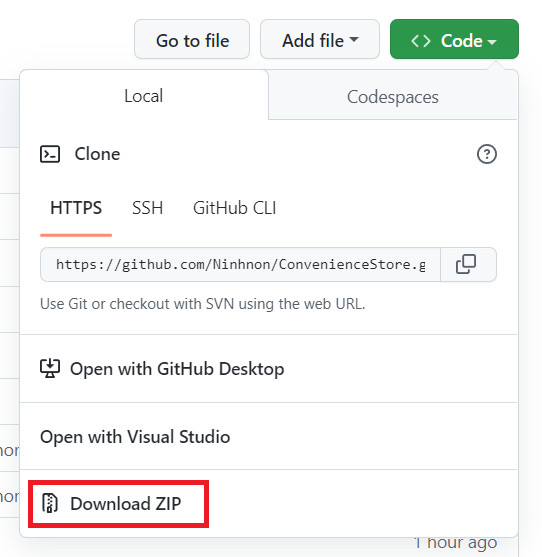 Go to file
Add file
Code
Local
Codespaces
Clone
HTTPS
SSH
GitHub CLI
https://github.com/Ninhnon/ConvenienceStore.g
Use Git or checkout with SVN using the web URL.
Open with GitHub Desktop
Open with Visual Studio
Download ZIP
1 hour ago